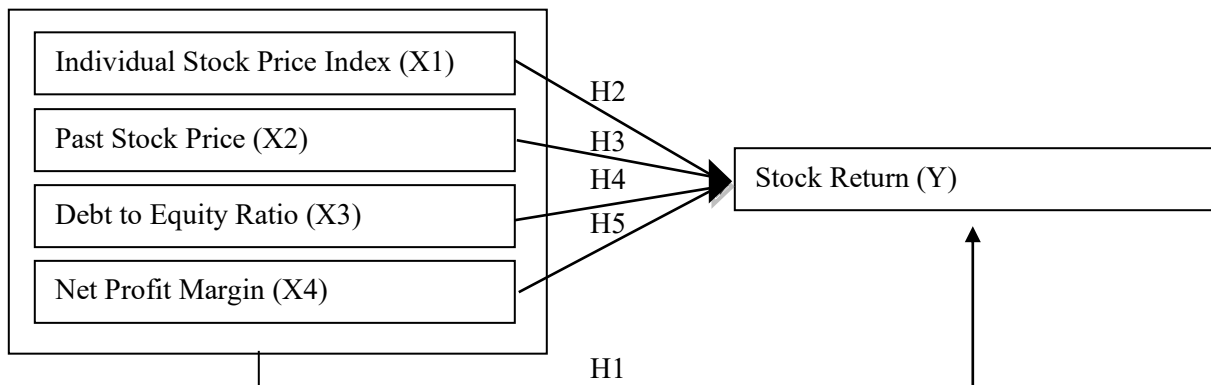 Individual Stock Price Index (X1)
H2
Past Stock Price (X2)
H3
H4
Stock Return (Y)
Debt to Equity Ratio (X3)
H5
Net Profit Margin (X4)
H1